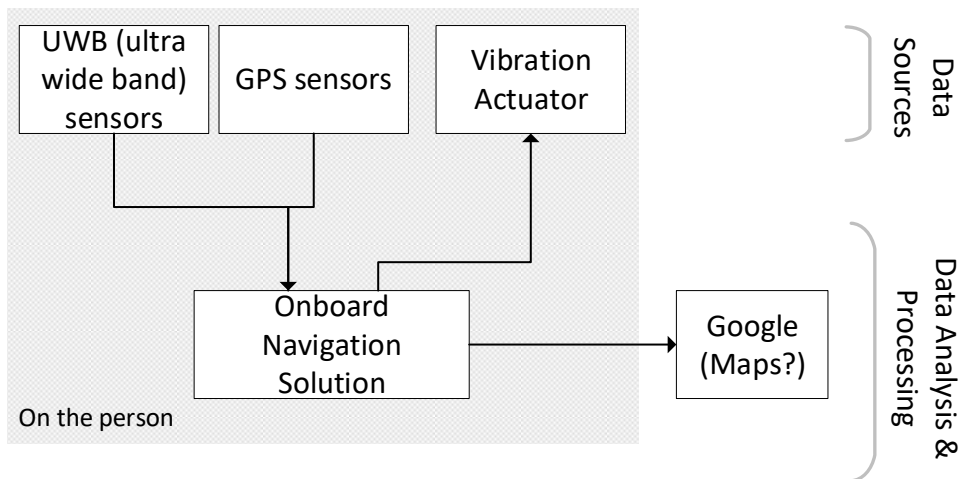 UWB (ultra
wide band)
sensors
GPS sensors
Vibration
Actuator
Data
Sources
Onboard
Navigation
Solution
Google
(Maps?)
Data Analysis &
Processing
On the person